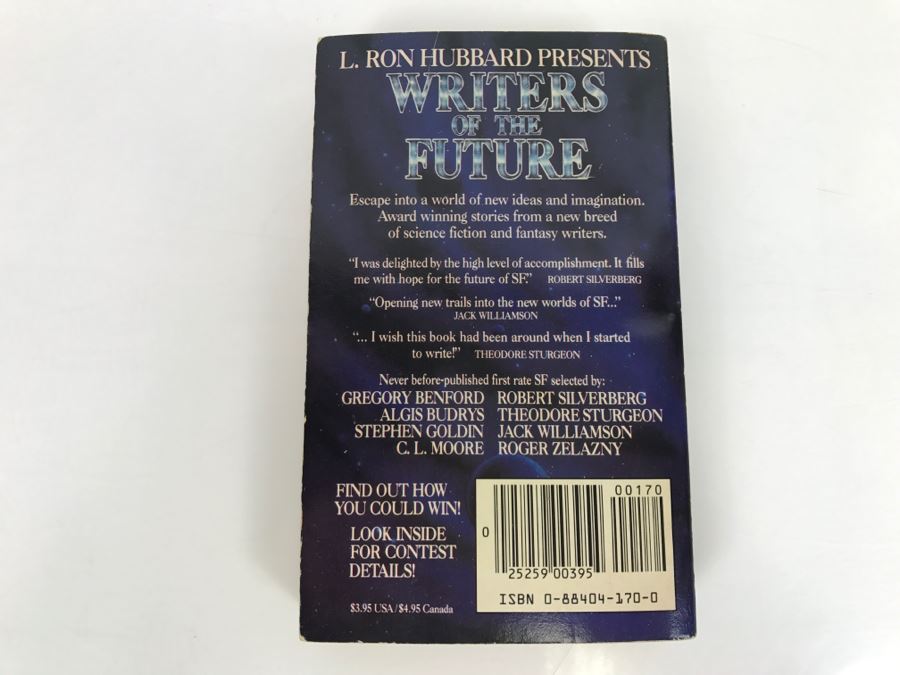 L. RON HUBBARD PRESENTS
WRITERS
OF THE
FUTURE
Escape into a world of new ideas and imagination.
Award winning stories from a new breed
of science fiction and fantasy writers.
“I was delighted by the high level of accomplishment. It fills
me with hope for the future of SF.” ROBERT SILVERBERG
“Opening new trails into the new worlds of SF...”
JACK WILLIAMSON
“... I wish this book had been around when I started
to write!” THEODORE STURGEON
Never before-published first rate SF selected by:
GREGORY BENFORD ROBERT SILVERBERG
ALGIS BUDRYS THEODORE STURGEON
STEPHEN GOLDIN JACK WILLIAMSON
C. L. MOORE ROGER ZELAZNY
FIND OUT HOW
YOU COULD WIN!
LOOK INSIDE
FOR CONTEST
DETAILS!
$3.95 USA/$4.95 Canada
00170
0
25259 00395
ISBN 0-88404-170-0